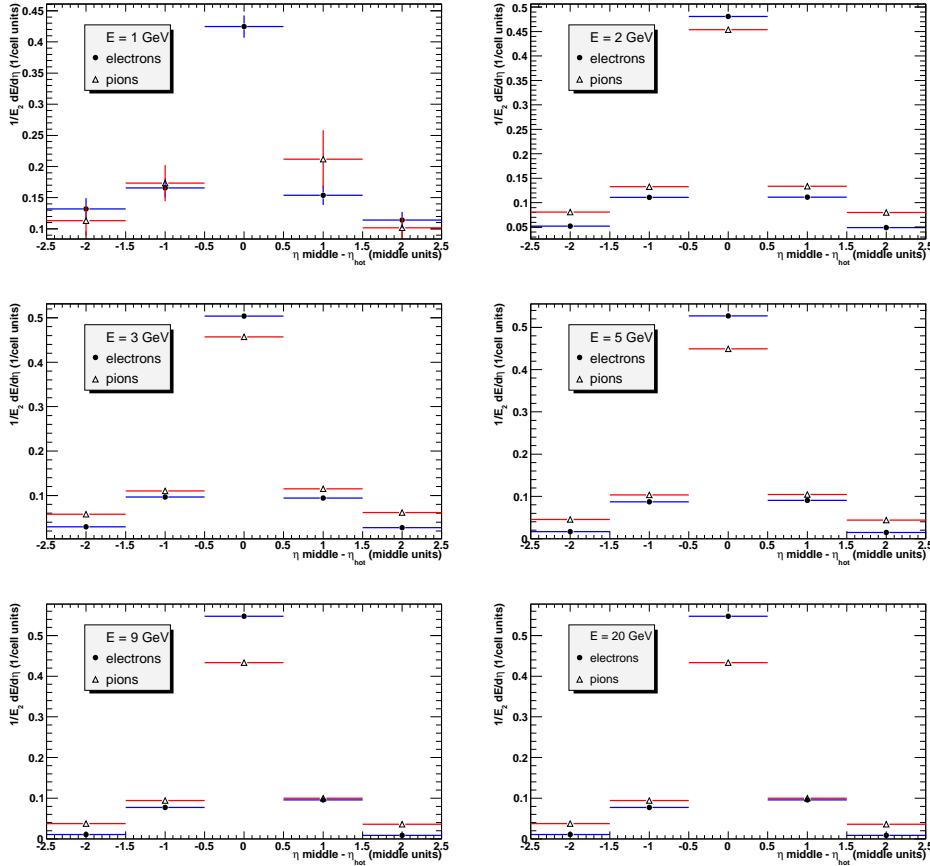 1/E₂ dE/dη (1/cell units)
0.45
0.4
0.35
0.3
0.25
0.2
0.15
0.1
E = 1 GeV
electrons
pions
-2.5 -2 -1.5 -1 -0.5 0 0.5 1 1.5 2 2.5
η middle - η_hot (middle units)
1/E₂ dE/dη (1/cell units)
0.5
0.45
0.4
0.35
0.3
0.25
0.2
0.15
0.1
0.05
E = 2 GeV
electrons
pions
-2.5 -2 -1.5 -1 -0.5 0 0.5 1 1.5 2 2.5
η middle - η_hot (middle units)
1/E₂ dE/dη (1/cell units)
0.5
0.4
0.3
0.2
0.1
E = 3 GeV
electrons
pions
-2.5 -2 -1.5 -1 -0.5 0 0.5 1 1.5 2 2.5
η middle - η_hot (middle units)
1/E₂ dE/dη (1/cell units)
0.5
0.4
0.3
0.2
0.1
0
E = 5 GeV
electrons
pions
-2.5 -2 -1.5 -1 -0.5 0 0.5 1 1.5 2 2.5
η middle - η_hot (middle units)
1/E₂ dE/dη (1/cell units)
0.5
0.4
0.3
0.2
0.1
0
E = 9 GeV
electrons
pions
-2.5 -2 -1.5 -1 -0.5 0 0.5 1 1.5 2 2.5
η middle - η_hot (middle units)
1/E₂ dE/dη (1/cell units)
0.5
0.4
0.3
0.2
0.1
0
E = 20 GeV
electrons
pions
-2.5 -2 -1.5 -1 -0.5 0 0.5 1 1.5 2 2.5
η middle - η_hot (middle units)